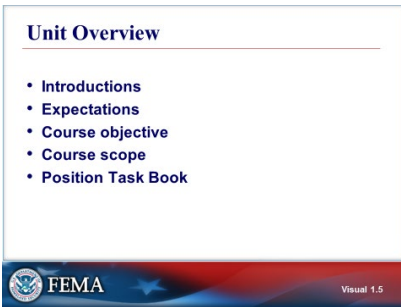 Unit Overview
• Introductions
• Expectations
• Course objective
• Course scope
• Position Task Book
FEMA
Visual 1.5